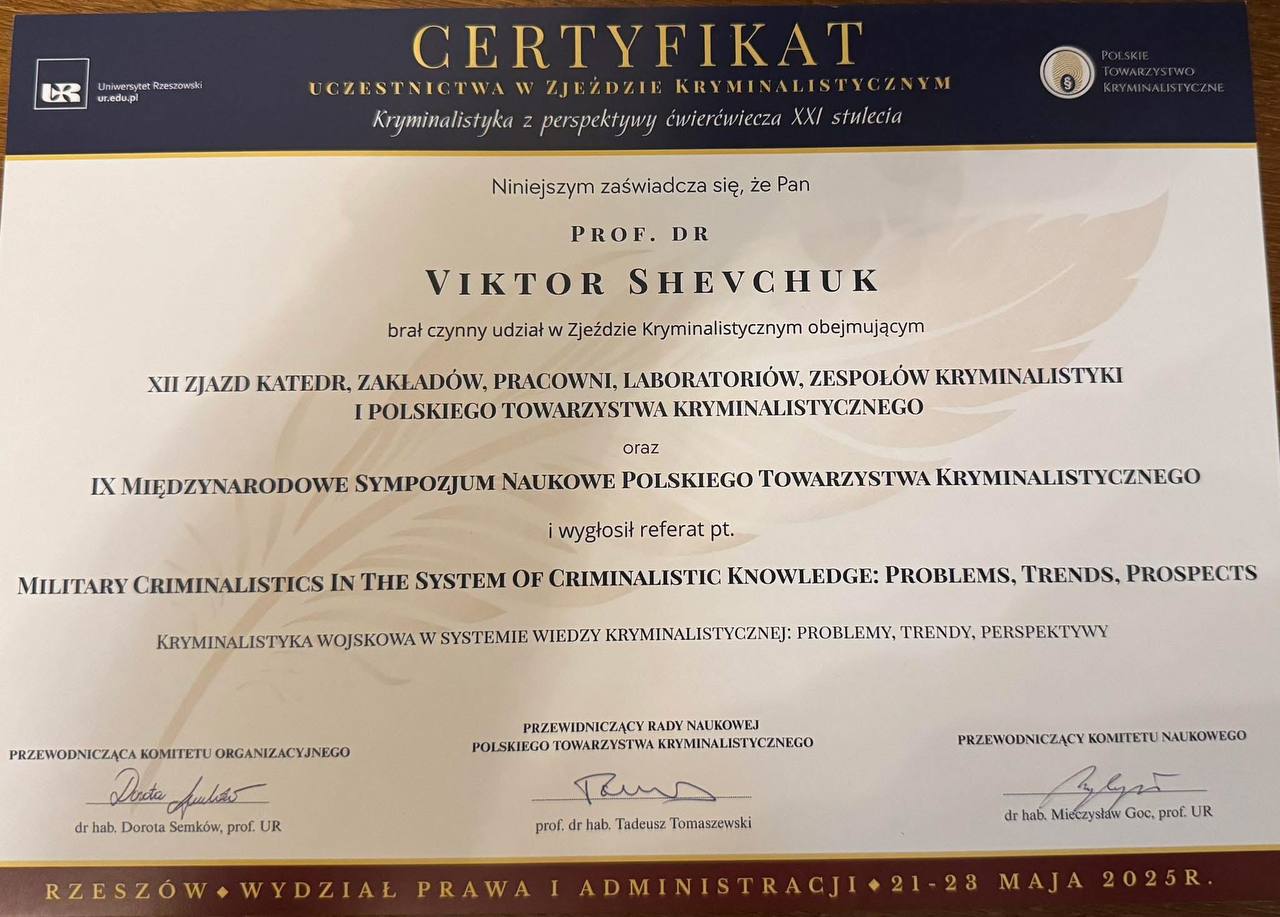 CERTYFIKAT
UCZESTNICTWA W ZJEŹDZIE KRYMINALISTYCZNYM
Kryminalistyka z perspektywy ćwierćwiecza XXI stulecia
UR
Uniwersytet Rzeszowski
ur.edu.pl
§
POLSKIE
TOWARZYSTWO
KRYMINALISTYCZNE
Niniejszym zaświadcza się, że Pan
PROF. DR
VIKTOR SHEVCHUK
brał czynny udział w Zjeździe Kryminalistycznym obejmującym
XII ZJAZD KATEDR, ZAKŁADÓW, PRACOWNI, LABORATORIÓW, ZESPOŁÓW KRYMINALISTYKI
I POLSKIEGO TOWARZYSTWA KRYMINALISTYCZNEGO
oraz
IX MIĘDZYNARODOWE SYMPOZJUM NAUKOWE POLSKIEGO TOWARZYSTWA KRYMINALISTYCZNEGO
i wygłosił referat pt.
MILITARY CRIMINALISTICS IN THE SYSTEM OF CRIMINALISTIC KNOWLEDGE: PROBLEMS, TRENDS, PROSPECTS
KRYMINALISTYKA WOJSKOWA W SYSTEMIE WIEDZY KRYMINALISTYCZNEJ: PROBLEMY, TRENDY, PERSPEKTYWY
PRZEWODNICZĄCA KOMITETU ORGANIZACYJNEGO
Dorota Semków
dr hab. Dorota Semków, prof. UR
PRZEWIDNICZĄCY RADY NAUKOWEJ
POLSKIEGO TOWARZYSTWA KRYMINALISTYCZNEGO
prof. dr hab. Tadeusz Tomaszewski
PRZEWODNICZĄCY KOMITETU NAUKOWEGO
dr hab. Mieczysław Goc, prof. UR
RZESZÓW ◆ WYDZIAŁ PRAWA I ADMINISTRACJI ◆ 21-23 MAJA 2025R.